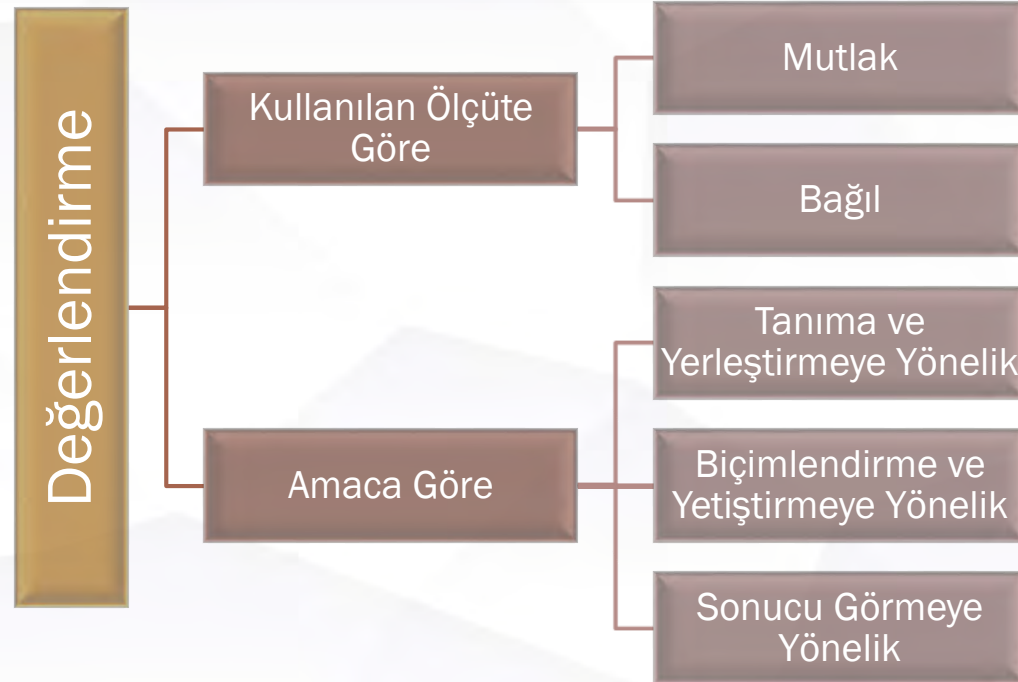 Değerlendirme
Kullanılan Ölçüte
Göre
Mutlak
Bağıl
Amaca Göre
Tanıma ve
Yerleştirmeye Yönelik
Biçimlendirme ve
Yetiştirmeye Yönelik
Sonucu Görmeye
Yönelik